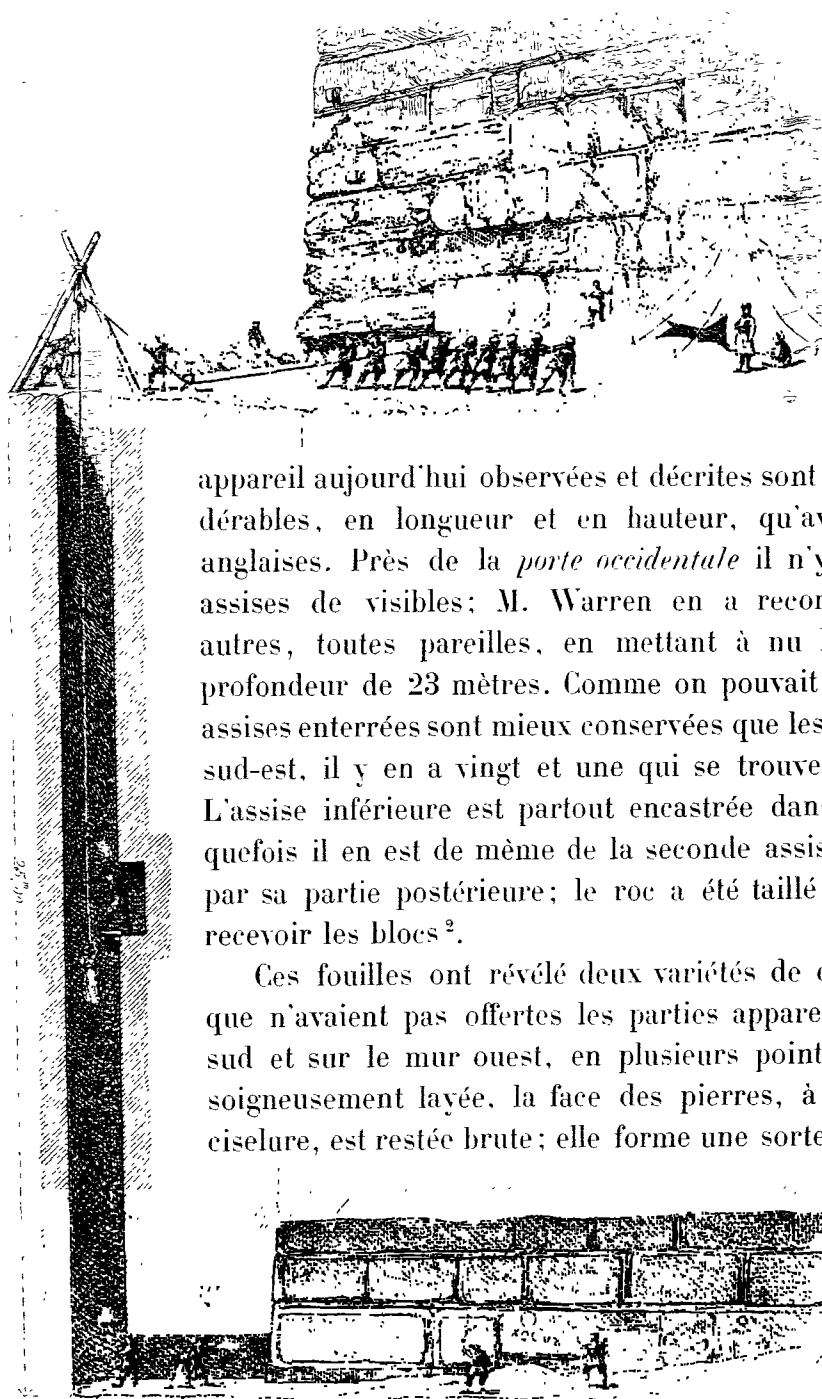 appareil aujourd'hui observées et décrites sont
dérables, en longueur et en hauteur, qu'av
anglaises. Près de la porte occidentale il n'y
assises de visibles; M. Warren en a recon
autres, toutes pareilles, en mettant à nu
profondeur de 23 mètres. Comme on pouvait
assises enterrées sont mieux conservées que les
sud-est, il y en a vingt et une qui se trouve
L'assise inférieure est partout encastrée dan
quefois il en est de même de la seconde assis
par sa partie postérieure; le roc a été taillé
recevoir les blocs ².
Ces fouilles ont révélé deux variétés de
que n'avaient pas offertes les parties appare
sud et sur le mur ouest, en plusieurs point
soigneusement layée, la face des pierres, à
ciselure, est restée brute; elle forme une sorte